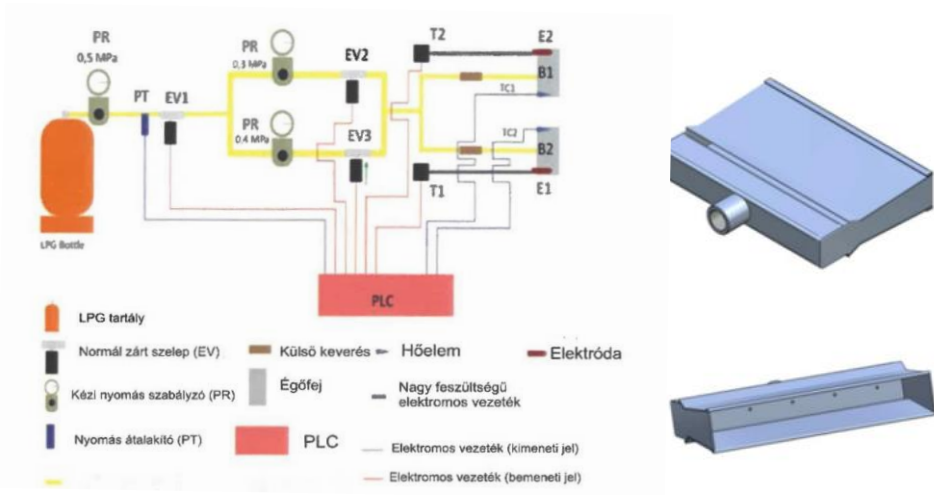 PR
0,5 MPa
PT
EV1
LPG Bottle
PR
0,3 MPa
EV2
PR
0,4 MPa
EV3
T2
E2
B1
TC1
TC2
B2
T1
E1
PLC
LPG tartály
Normál zárt szelep (EV)
Kézi nyomás szabályzó (PR)
Nyomás átalakító (PT)
Külső keverés
Égőfej
PLC
Hőelem
Elektróda
Nagy feszültségű
elektromos vezeték
Elektromos vezeték (kimeneti jel)
Elektromos vezeték (bemeneti jel)